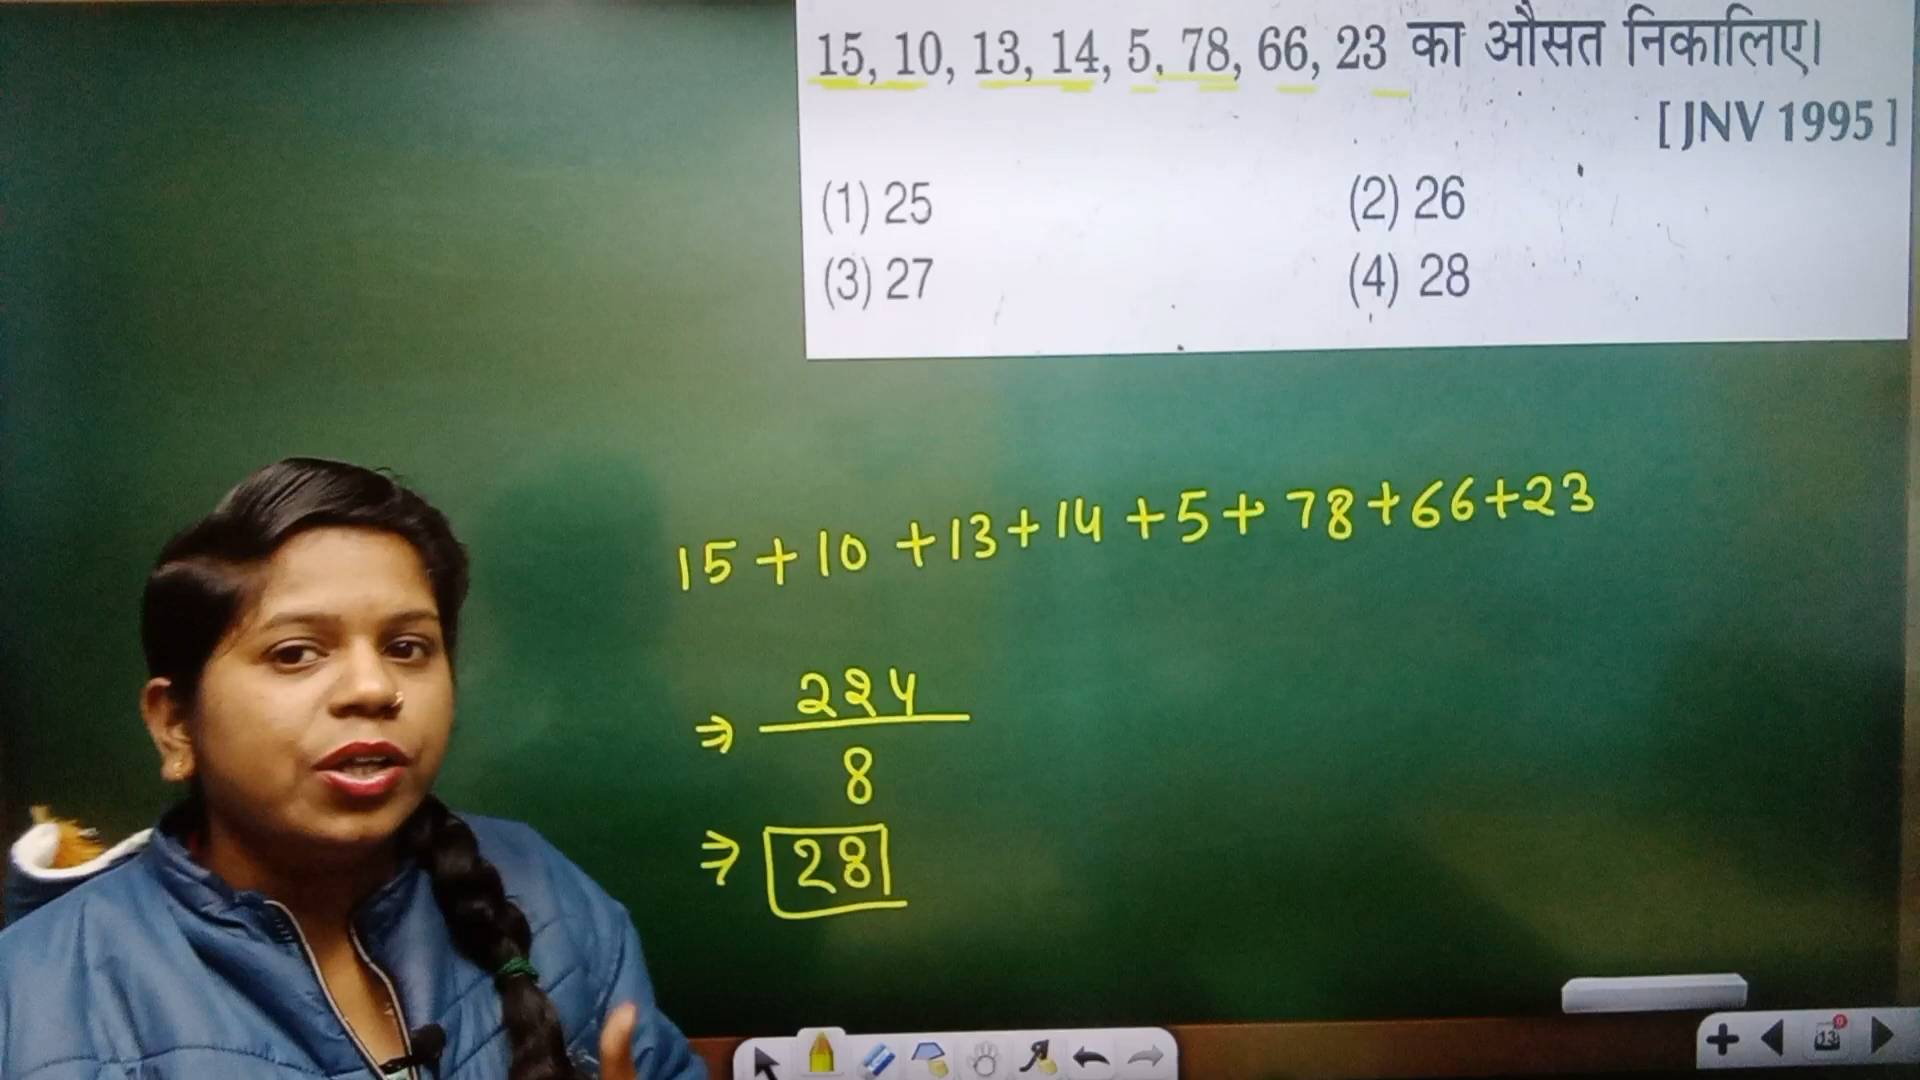 15, 10, 13, 14, 5, 78, 66, 23 का औसत निकालिए।
[ JNV 1995 ]
(1) 25 (2) 26
(3) 27 (4) 28
15 + 10 + 13 + 14 + 5 + 78 + 66 + 23
⇒ 224
8
⇒ 28
13